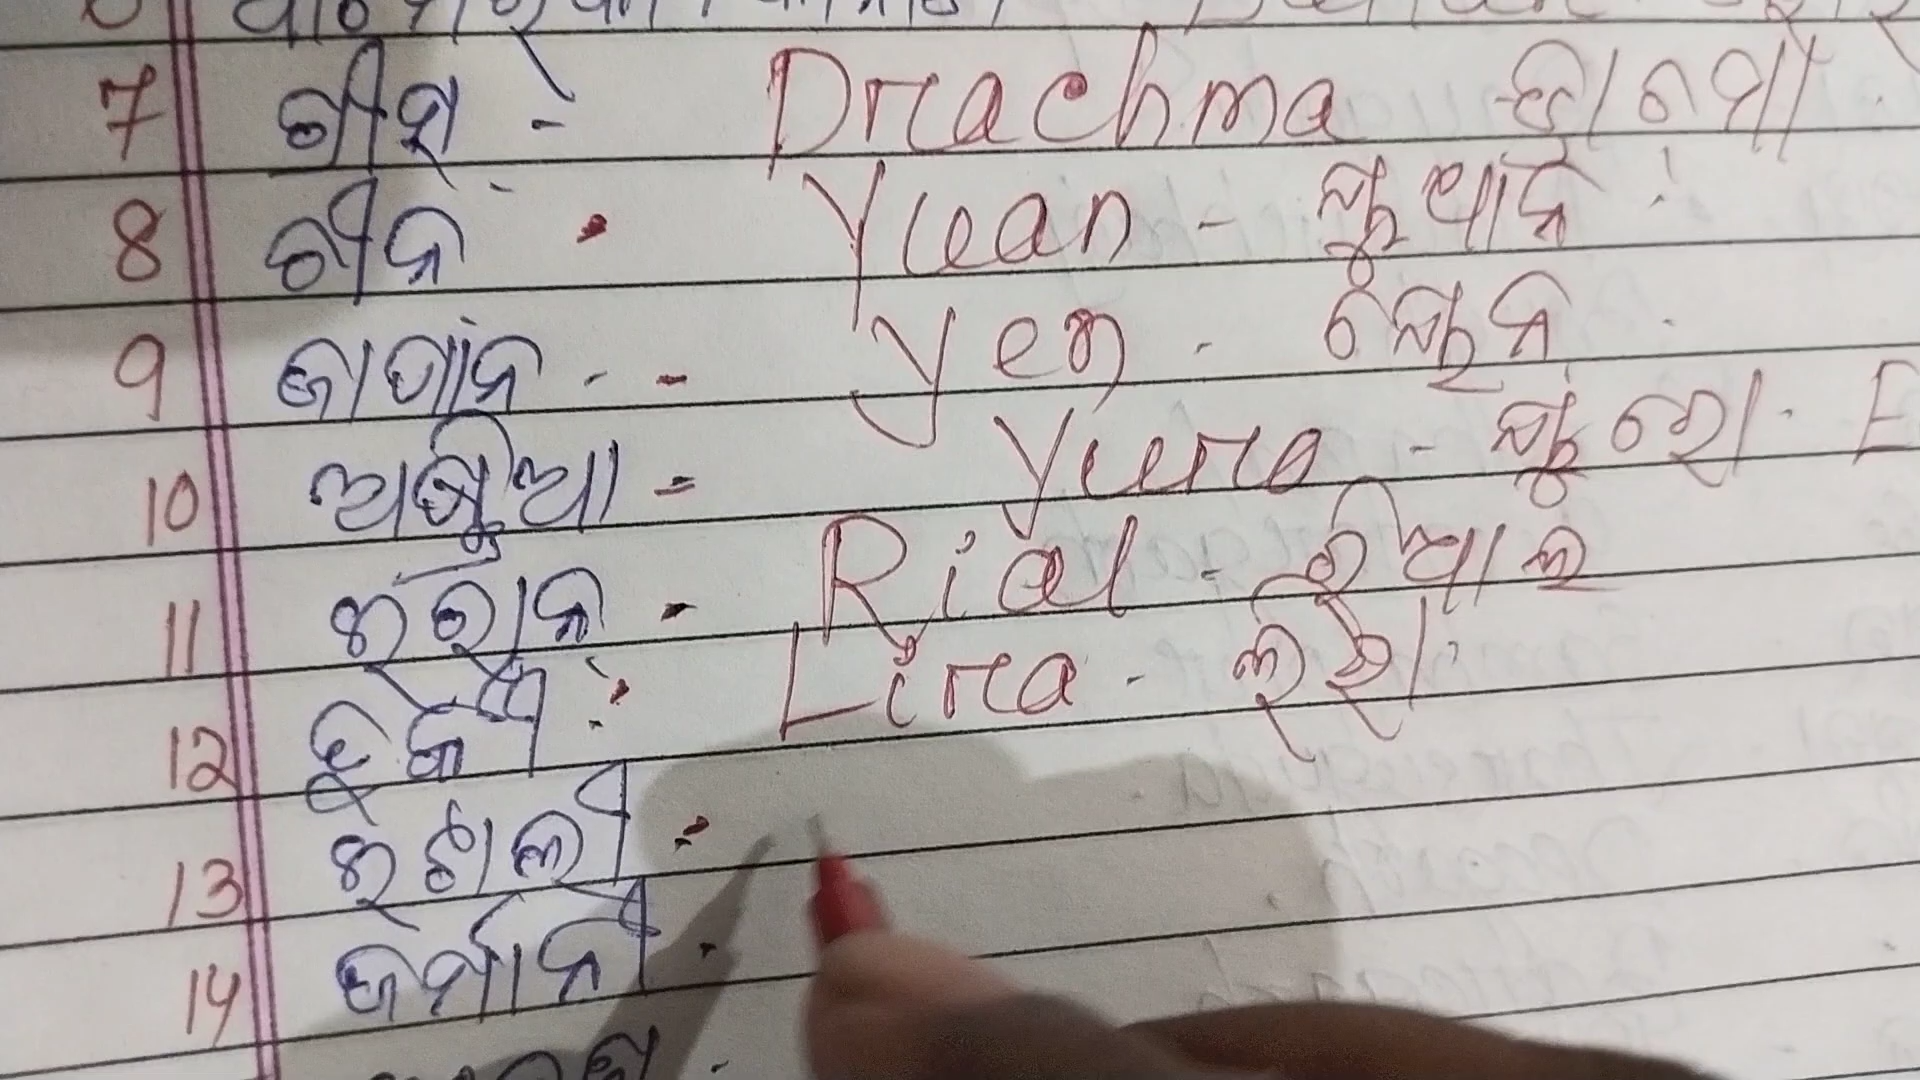 7 ଗ୍ରୀସ :- Drachma ଡ୍ରାମୋ
8 ଚୀନ - Yuan - ୟୁଆନ
9 ଜାପାନ - Yen - ୟେନ
10 ଅଷ୍ଟ୍ରିଆ = Yura - ୟୁରୋ. E
11 ଇରାନ - Rial - ରିଆଲ
12 ତୁର୍କୀ : Lira - ଲିରା
13 ଇଟାଲୀ -
14 ଜର୍ମାନୀ -